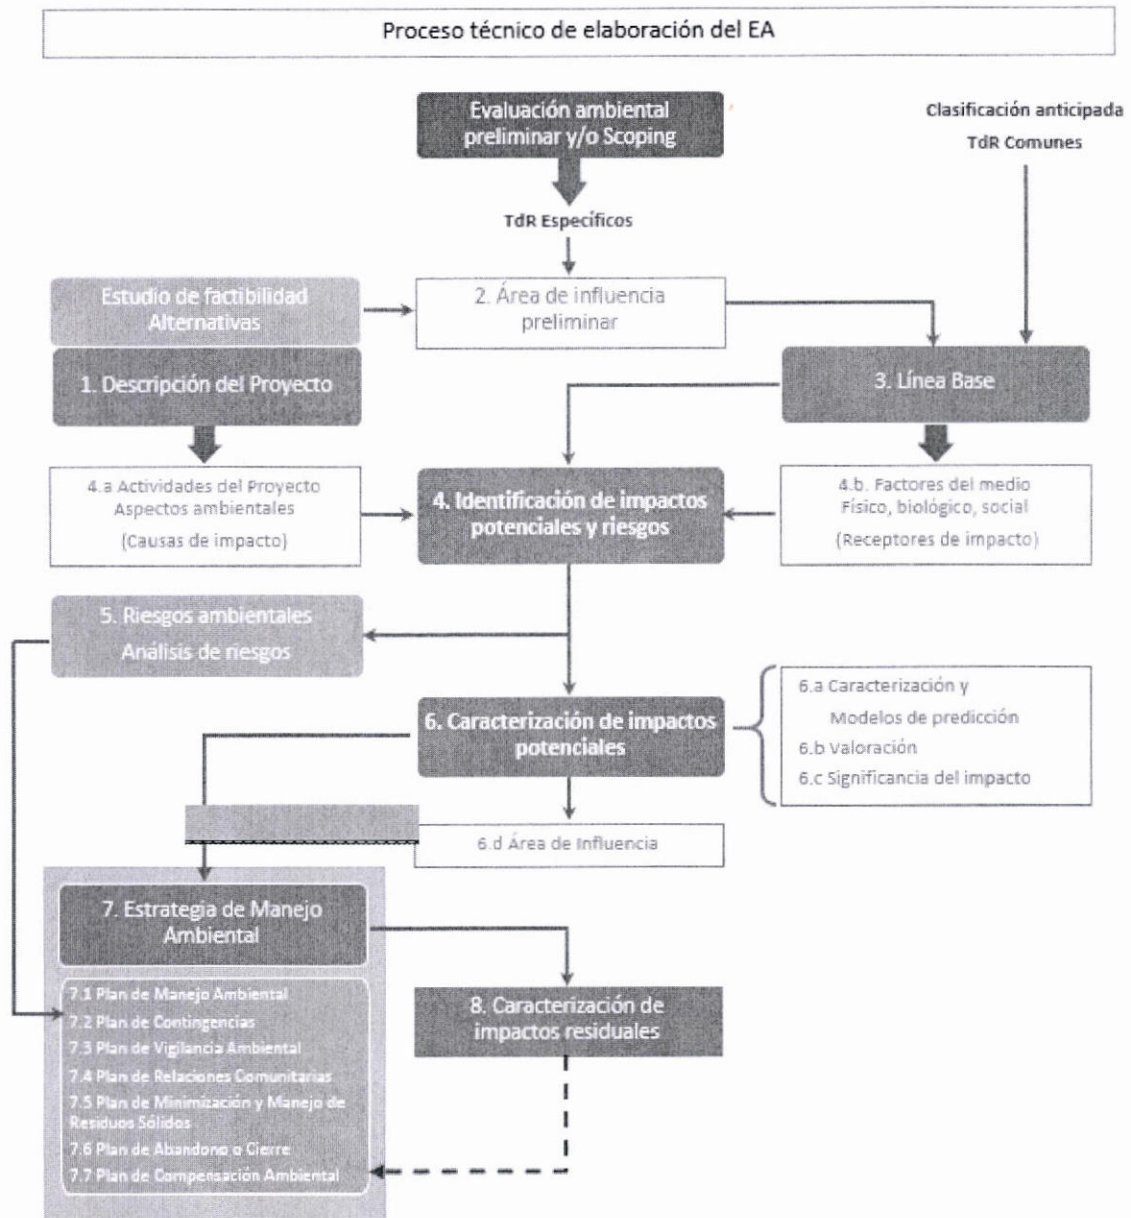 Proceso técnico de elaboración del EA
Evaluación ambiental
preliminar y/o Scoping
Clasificación anticipada
TdR Comunes
TdR Específicos
Estudio de factibilidad
Alternativas
2. Área de influencia
preliminar
1. Descripción del Proyecto
3. Línea Base
4.a Actividades del Proyecto
Aspectos ambientales
(Causas de impacto)
4. Identificación de impactos
potenciales y riesgos
4.b. Factores del medio
Físico, biológico, social
(Receptores de impacto)
5. Riesgos ambientales
Análisis de riesgos
6. Caracterización de impactos
potenciales
6.a Caracterización y
Modelos de predicción
6.b Valoración
6.c Significancia del impacto
6.d Área de Influencia
7. Estrategia de Manejo
Ambiental
7.1 Plan de Manejo Ambiental
7.2 Plan de Contingencias
7.3 Plan de Vigilancia Ambiental
7.4 Plan de Relaciones Comunitarias
7.5 Plan de Minimización y Manejo de
Residuos Sólidos
7.6 Plan de Abandono o Cierre
7.7 Plan de Compensación Ambiental
8. Caracterización de
impactos residuales